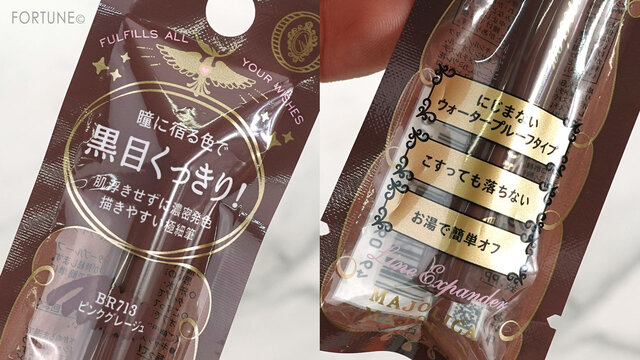 FORTUNE©
FULFILLS ALL YOUR WISHES
瞳に宿る色で
黒目くっきり!
肌浮きせずに濃密発色
描きやすい極細筆
BR713
ピンクグレージュ
にじまない
ウォータープルーフタイプ
こすっても落ちない
お湯で簡単オフ
Line Expander
MAJOLICA